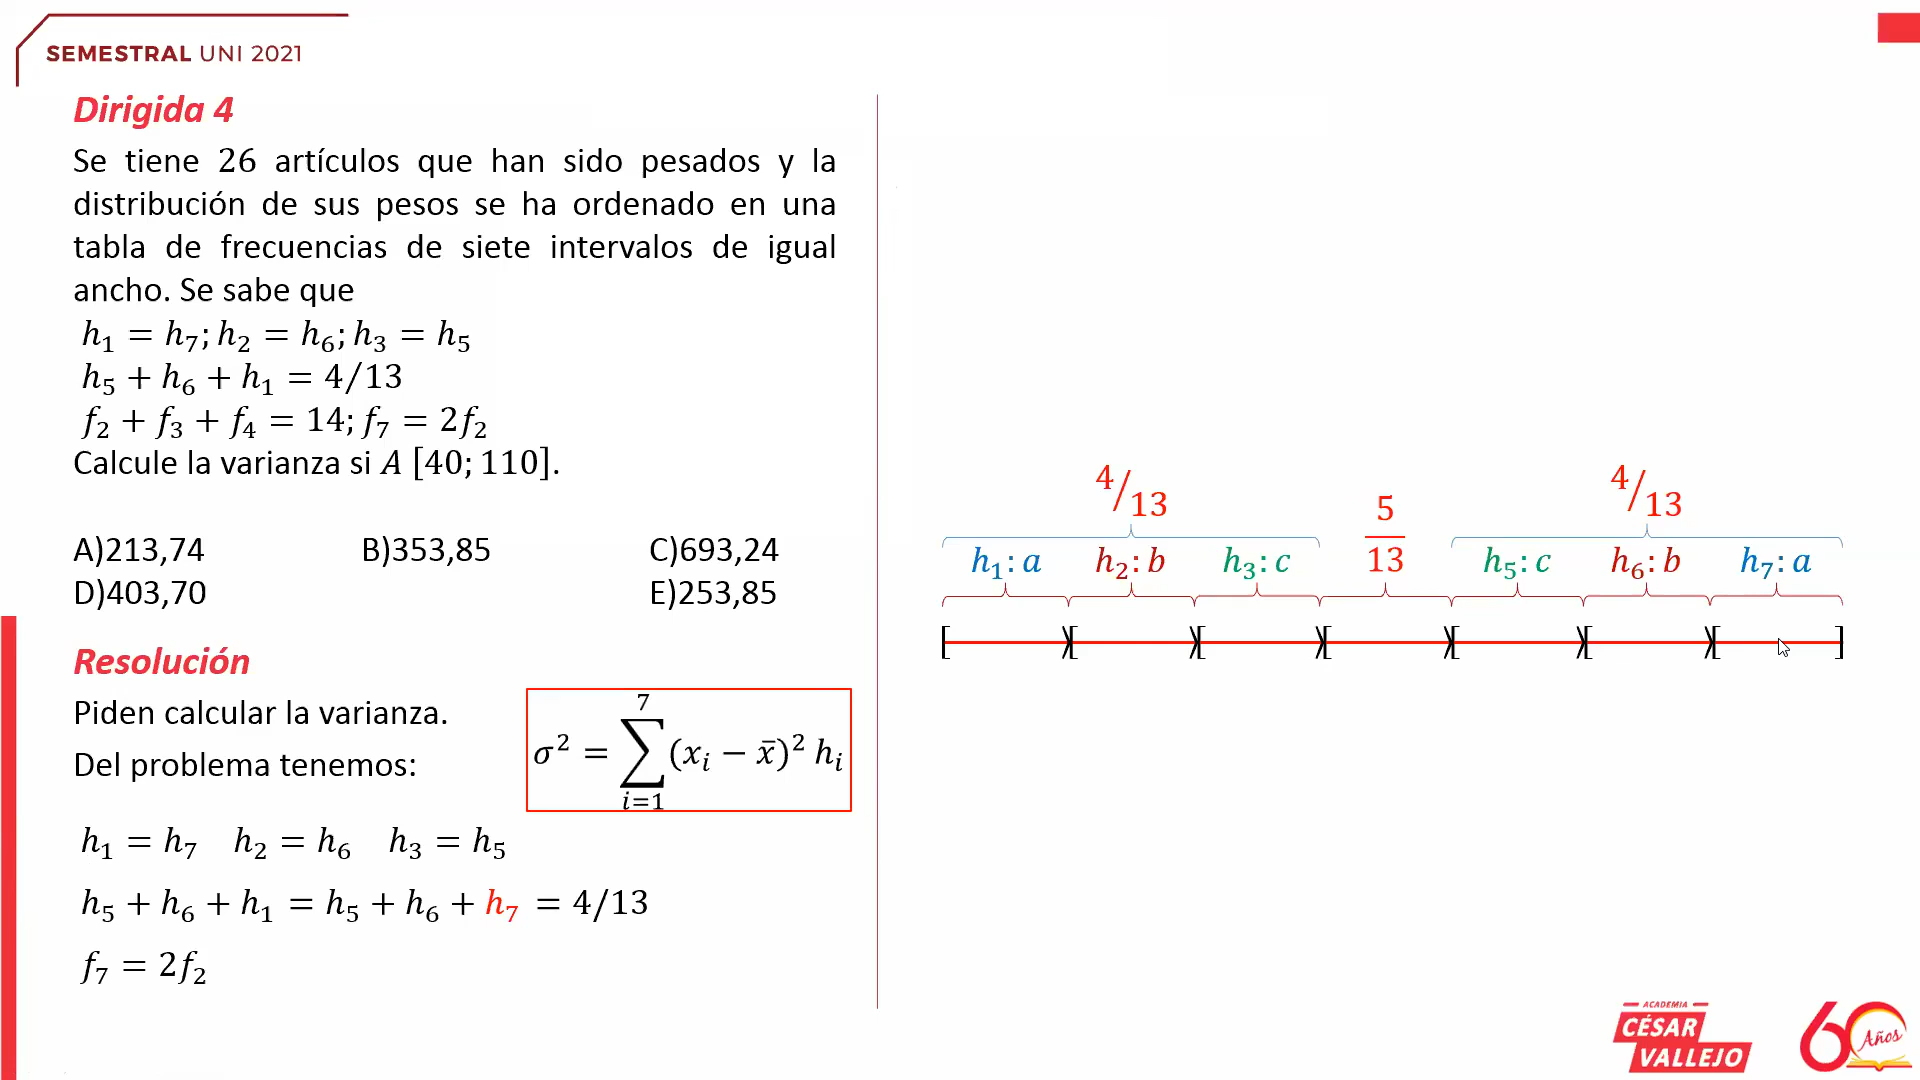 SEMESTRAL UNI 2021
Dirigida 4
Se tiene 26 artículos que han sido pesados y la
distribución de sus pesos se ha ordenado en una
tabla de frecuencias de siete intervalos de igual
ancho. Se sabe que
h₁ = h₇; h₂ = h₆; h₃ = h₅
h₅ + h₆ + h₁ = 4/13
f₂ + f₃ + f₄ = 14; f₇ = 2f₂
Calcule la varianza si A [40; 110].
A)213,74 B)353,85 C)693,24
D)403,70 E)253,85
Resolución
Piden calcular la varianza.
Del problema tenemos:
σ² = ∑_{i=1}^{7} (xᵢ − x̄)² hᵢ
h₁ = h₇ h₂ = h₆ h₃ = h₅
h₅ + h₆ + h₁ = h₅ + h₆ + h₇ = 4/13
f₇ = 2f₂
4/13 5/13 4/13
h₁: a h₂: b h₃: c h₅: c h₆: b h₇: a
[ )[ )[ )[ )[ )[ )[ ]
ACADEMIA
CÉSAR
VALLEJO
60 Años